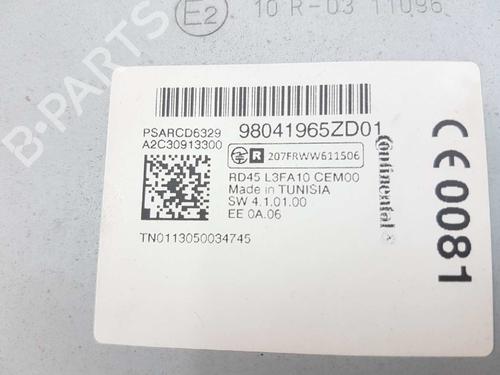 E2
10 R-03 11096
B-PARTS
PSARCD6329
A2C30913300
98041965ZD01
R 207FRWW611506
RD45 L3FA10 CEM00
Made in TUNISIA
SW 4.1.01.00
EE 0A.06
TN0113050034745
Continental
CE 0081